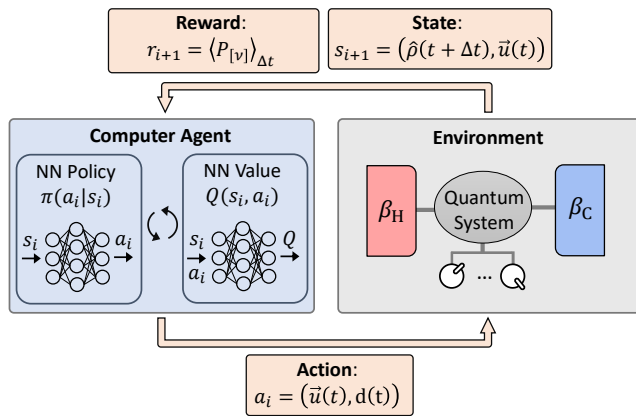 Reward:
r_{i+1} = ⟨P_{[ν]}⟩_{Δt}
State:
s_{i+1} = (ρ̂(t + Δt), u⃗(t))
Computer Agent
NN Policy
π(a_i|s_i)
s_i
a_i
NN Value
Q(s_i, a_i)
s_i
a_i
Q
Environment
β_H
Quantum
System
β_C
...
Action:
a_i = (u⃗(t), d(t))